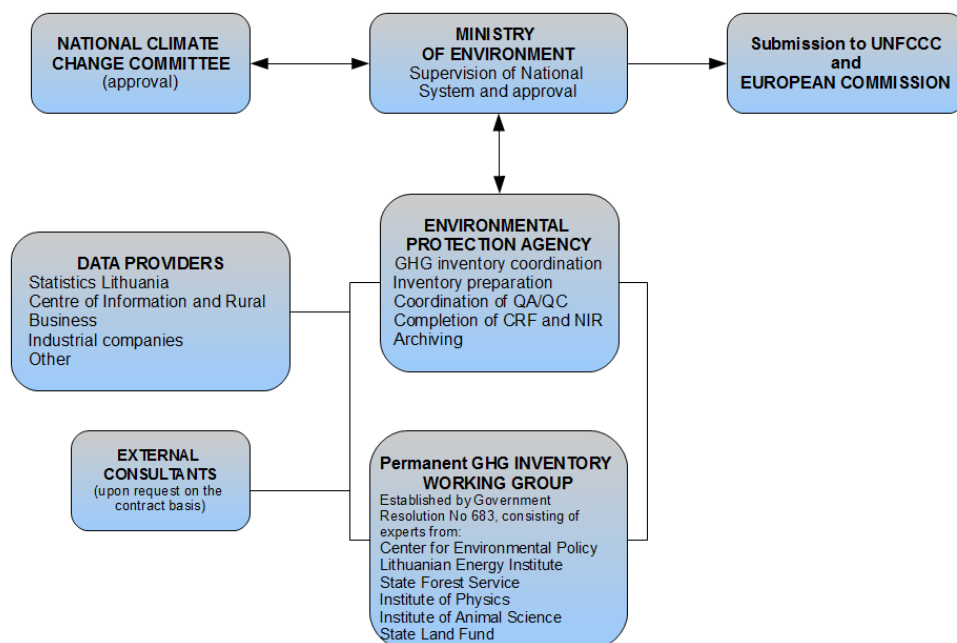 NATIONAL CLIMATE
CHANGE COMMITTEE
(approval)
MINISTRY
OF ENVIRONMENT
Supervision of National
System and approval
Submission to UNFCCC
and
EUROPEAN COMMISSION
ENVIRONMENTAL
PROTECTION AGENCY
GHG inventory coordination
Inventory preparation
Coordination of QA/QC
Completion of CRF and NIR
Archiving
DATA PROVIDERS
Statistics Lithuania
Centre of Information and Rural
Business
Industrial companies
Other
EXTERNAL
CONSULTANTS
(upon request on the
contract basis)
Permanent GHG INVENTORY
WORKING GROUP
Established by Government
Resolution No 683, consisting of
experts from:
Center for Environmental Policy
Lithuanian Energy Institute
State Forest Service
Institute of Physics
Institute of Animal Science
State Land Fund